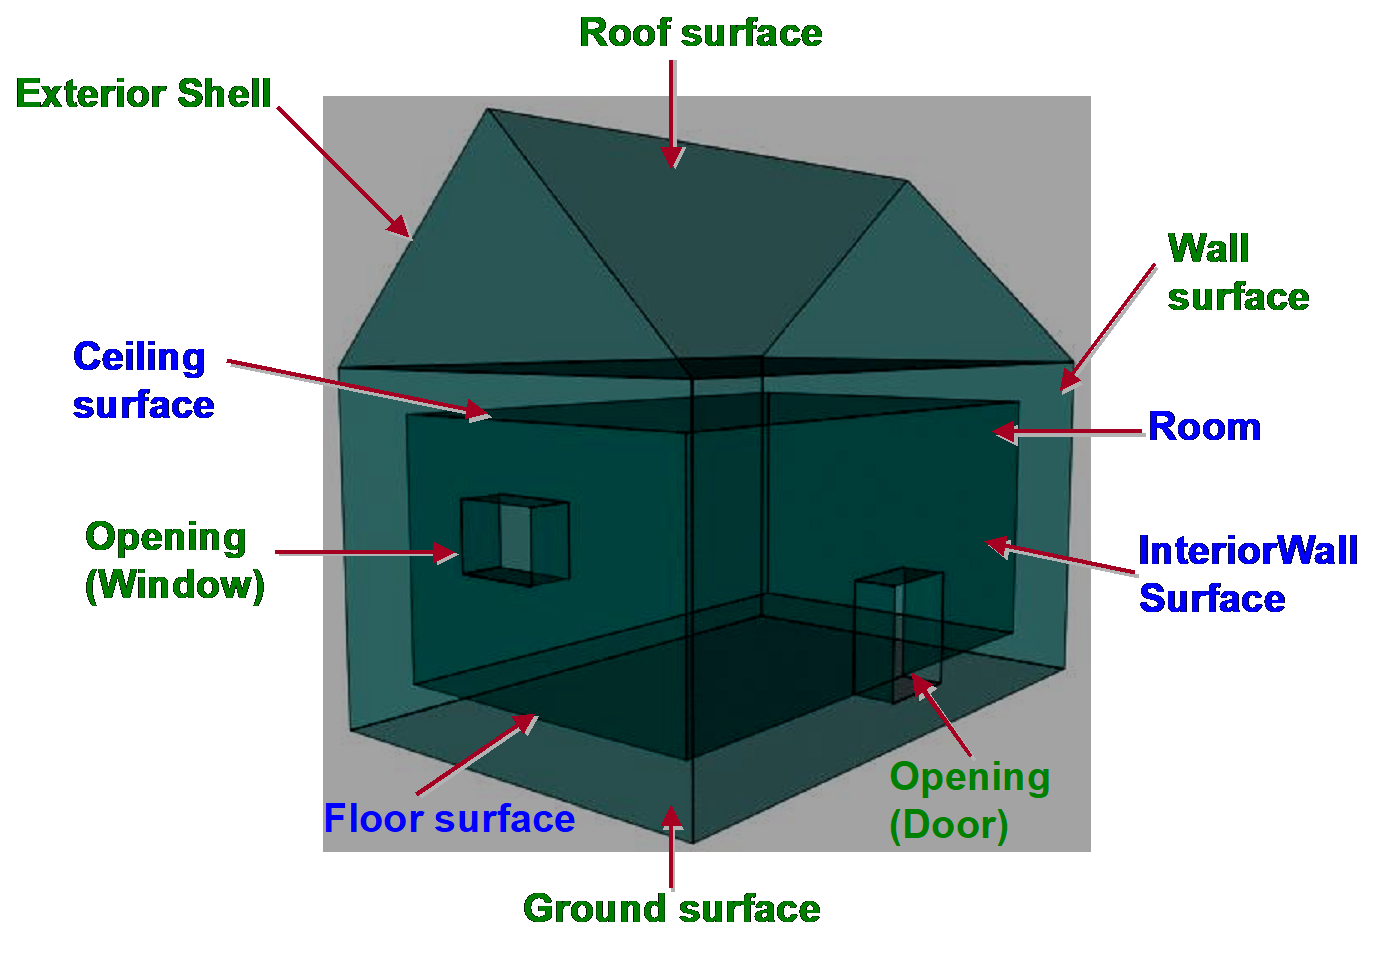 Roof surface
Exterior Shell
Wall
surface
Ceiling
surface
Room
Opening
(Window)
InteriorWall
Surface
Opening
(Door)
Floor surface
Ground surface